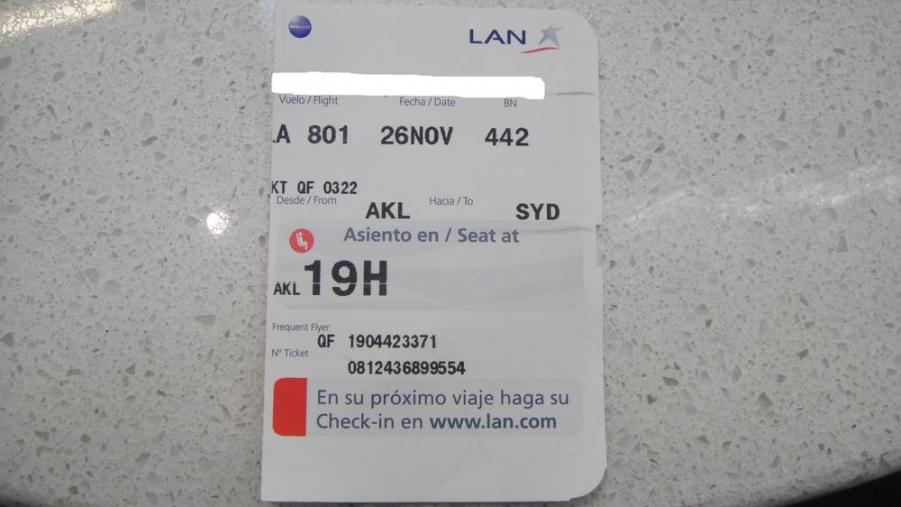 LAN
Vuelo / Flight Fecha / Date BN
A 801 26NOV 442
KT QF 0322
Desde / From Hacia / To
AKL SYD
Asiento en / Seat at
AKL 19H
Frequent Flyer
QF 1904423371
Nº Ticket
0812436899554
En su próximo viaje haga su
Check-in en www.lan.com